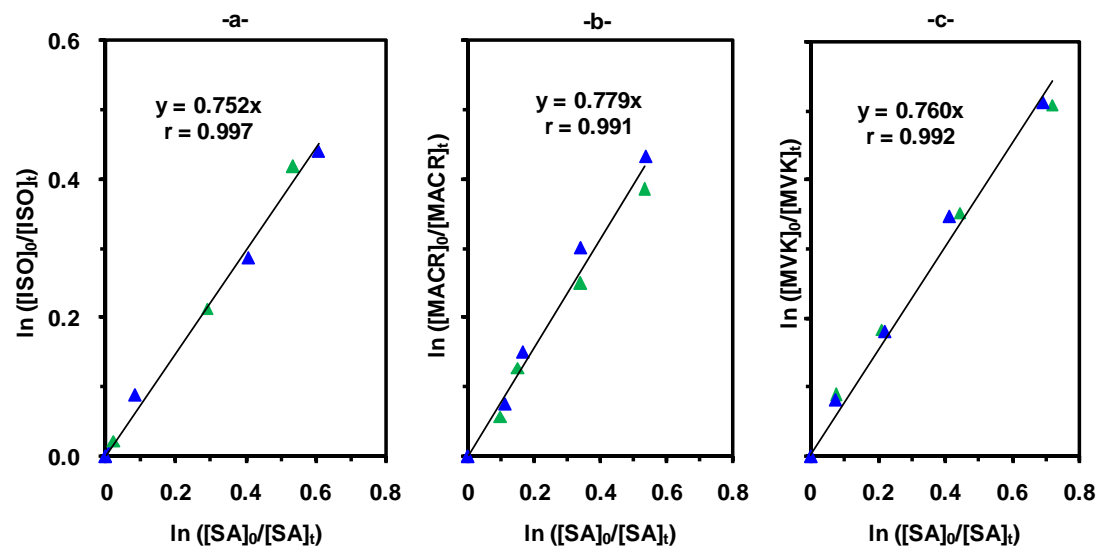 -a-
-b-
-c-
0.6
0.4
0.2
0.0
ln ([ISO]₀/[ISO]ₜ)
y = 0.752x
r = 0.997
0 0.2 0.4 0.6 0.8
ln ([SA]₀/[SA]ₜ)
ln ([MACR]₀/[MACR]ₜ)
y = 0.779x
r = 0.991
0 0.2 0.4 0.6 0.8
ln ([SA]₀/[SA]ₜ)
ln ([MVK]₀/[MVK]ₜ)
y = 0.760x
r = 0.992
0 0.2 0.4 0.6 0.8
ln ([SA]₀/[SA]ₜ)